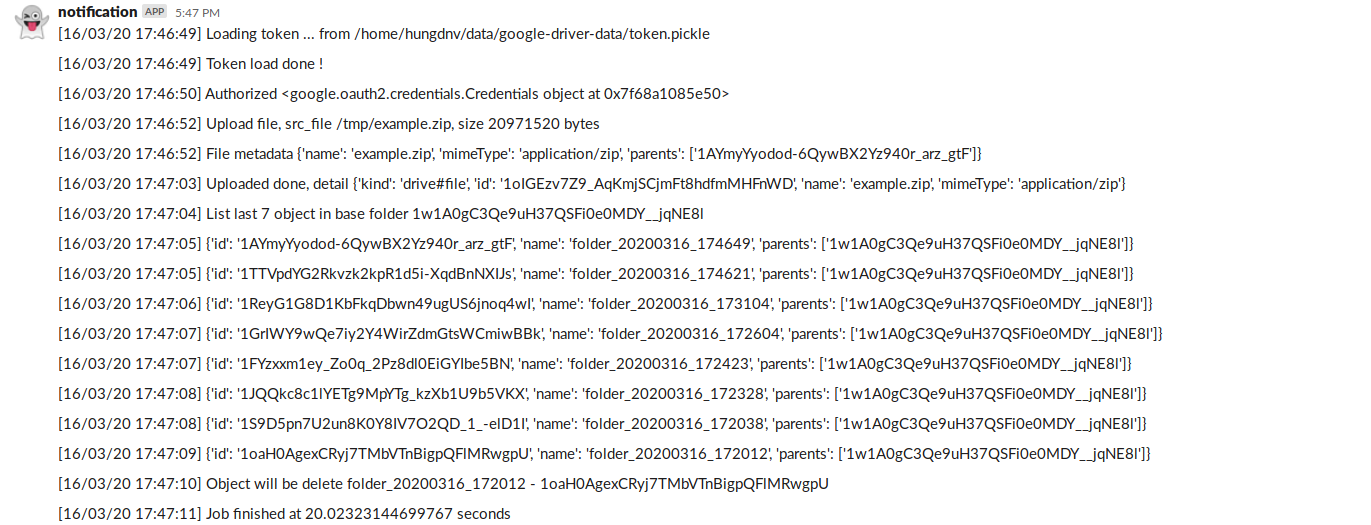 notification APP 5:47 PM
[16/03/20 17:46:49] Loading token ... from /home/hungdnv/data/google-driver-data/token.pickle
[16/03/20 17:46:49] Token load done !
[16/03/20 17:46:50] Authorized <google.oauth2.credentials.Credentials object at 0x7f68a1085e50>
[16/03/20 17:46:52] Upload file, src_file /tmp/example.zip, size 20971520 bytes
[16/03/20 17:46:52] File metadata {'name': 'example.zip', 'mimeType': 'application/zip', 'parents': ['1AYmyYyodod-6QywBX2Yz940r_arz_gtF']}
[16/03/20 17:47:03] Uploaded done, detail {'kind': 'drive#file', 'id': '1oIGEzv7Z9_AqKmjSCjmFt8hdfmMHFnWD', 'name': 'example.zip', 'mimeType': 'application/zip'}
[16/03/20 17:47:04] List last 7 object in base folder 1w1A0gC3Qe9uH37QSFi0e0MDY__jqNE8I
[16/03/20 17:47:05] {'id': '1AYmyYyodod-6QywBX2Yz940r_arz_gtF', 'name': 'folder_20200316_174649', 'parents': ['1w1A0gC3Qe9uH37QSFi0e0MDY__jqNE8I']}
[16/03/20 17:47:05] {'id': '1TTVpdYG2Rkvzk2kpR1d5i-XqdBnNXIJs', 'name': 'folder_20200316_174621', 'parents': ['1w1A0gC3Qe9uH37QSFi0e0MDY__jqNE8I']}
[16/03/20 17:47:06] {'id': '1ReyG1G8D1KbFkqDbwn49ugUS6jnoq4wI', 'name': 'folder_20200316_173104', 'parents': ['1w1A0gC3Qe9uH37QSFi0e0MDY__jqNE8I']}
[16/03/20 17:47:07] {'id': '1GrIWY9wQe7iy2Y4WirZdmGtsWCmiwBBk', 'name': 'folder_20200316_172604', 'parents': ['1w1A0gC3Qe9uH37QSFi0e0MDY__jqNE8I']}
[16/03/20 17:47:07] {'id': '1FYzxxm1ey_Zo0q_2Pz8dl0EiGYIbe5BN', 'name': 'folder_20200316_172423', 'parents': ['1w1A0gC3Qe9uH37QSFi0e0MDY__jqNE8I']}
[16/03/20 17:47:08] {'id': '1JQQkc8c1lYETg9MpYTg_kzXb1U9b5VKX', 'name': 'folder_20200316_172328', 'parents': ['1w1A0gC3Qe9uH37QSFi0e0MDY__jqNE8I']}
[16/03/20 17:47:08] {'id': '1S9D5pn7U2un8K0Y8IV7O2QD_1_-eID1I', 'name': 'folder_20200316_172038', 'parents': ['1w1A0gC3Qe9uH37QSFi0e0MDY__jqNE8I']}
[16/03/20 17:47:09] {'id': '1oaH0AgexCRyj7TMbVTnBigpQFlMRwgpU', 'name': 'folder_20200316_172012', 'parents': ['1w1A0gC3Qe9uH37QSFi0e0MDY__jqNE8I']}
[16/03/20 17:47:10] Object will be delete folder_20200316_172012 - 1oaH0AgexCRyj7TMbVTnBigpQFlMRwgpU
[16/03/20 17:47:11] Job finished at 20.02323144699767 seconds